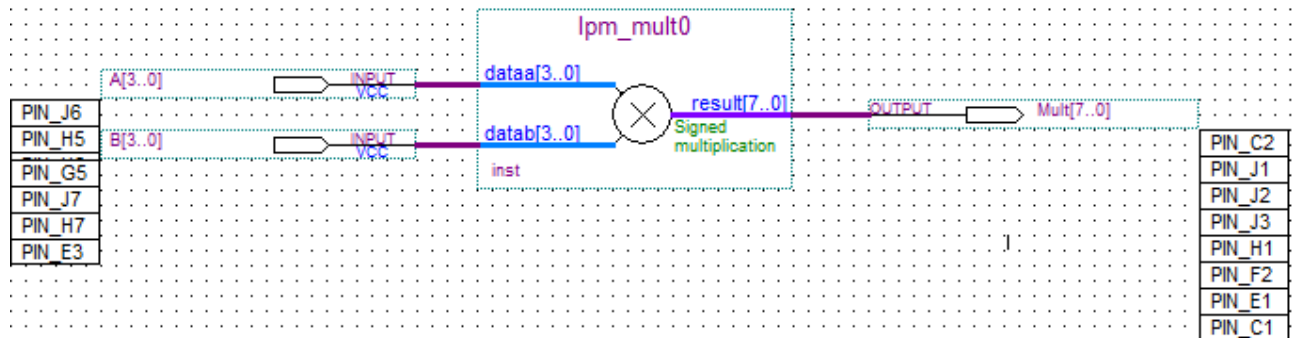 lpm_mult0
A[3..0] INPUT VCC
dataa[3..0]
B[3..0] INPUT VCC
datab[3..0]
result[7..0]
Signed
multiplication
inst
OUTPUT Mult[7..0]
PIN_J6
PIN_H5
PIN_G5
PIN_J7
PIN_H7
PIN_E3
PIN_C2
PIN_J1
PIN_J2
PIN_J3
PIN_H1
PIN_F2
PIN_E1
PIN_C1